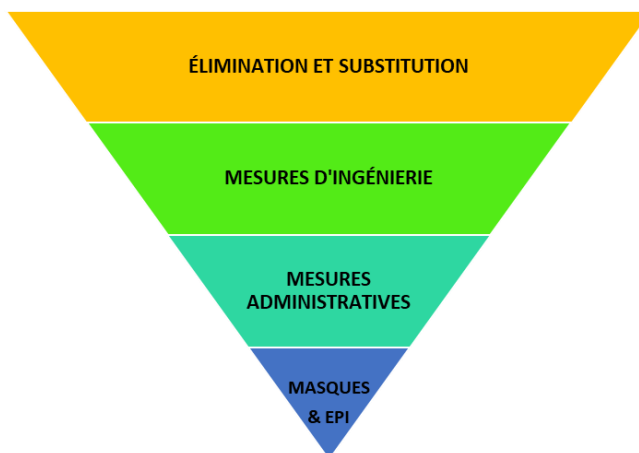 ÉLIMINATION ET SUBSTITUTION
MESURES D'INGÉNIERIE
MESURES
ADMINISTRATIVES
MASQUES
& EPI